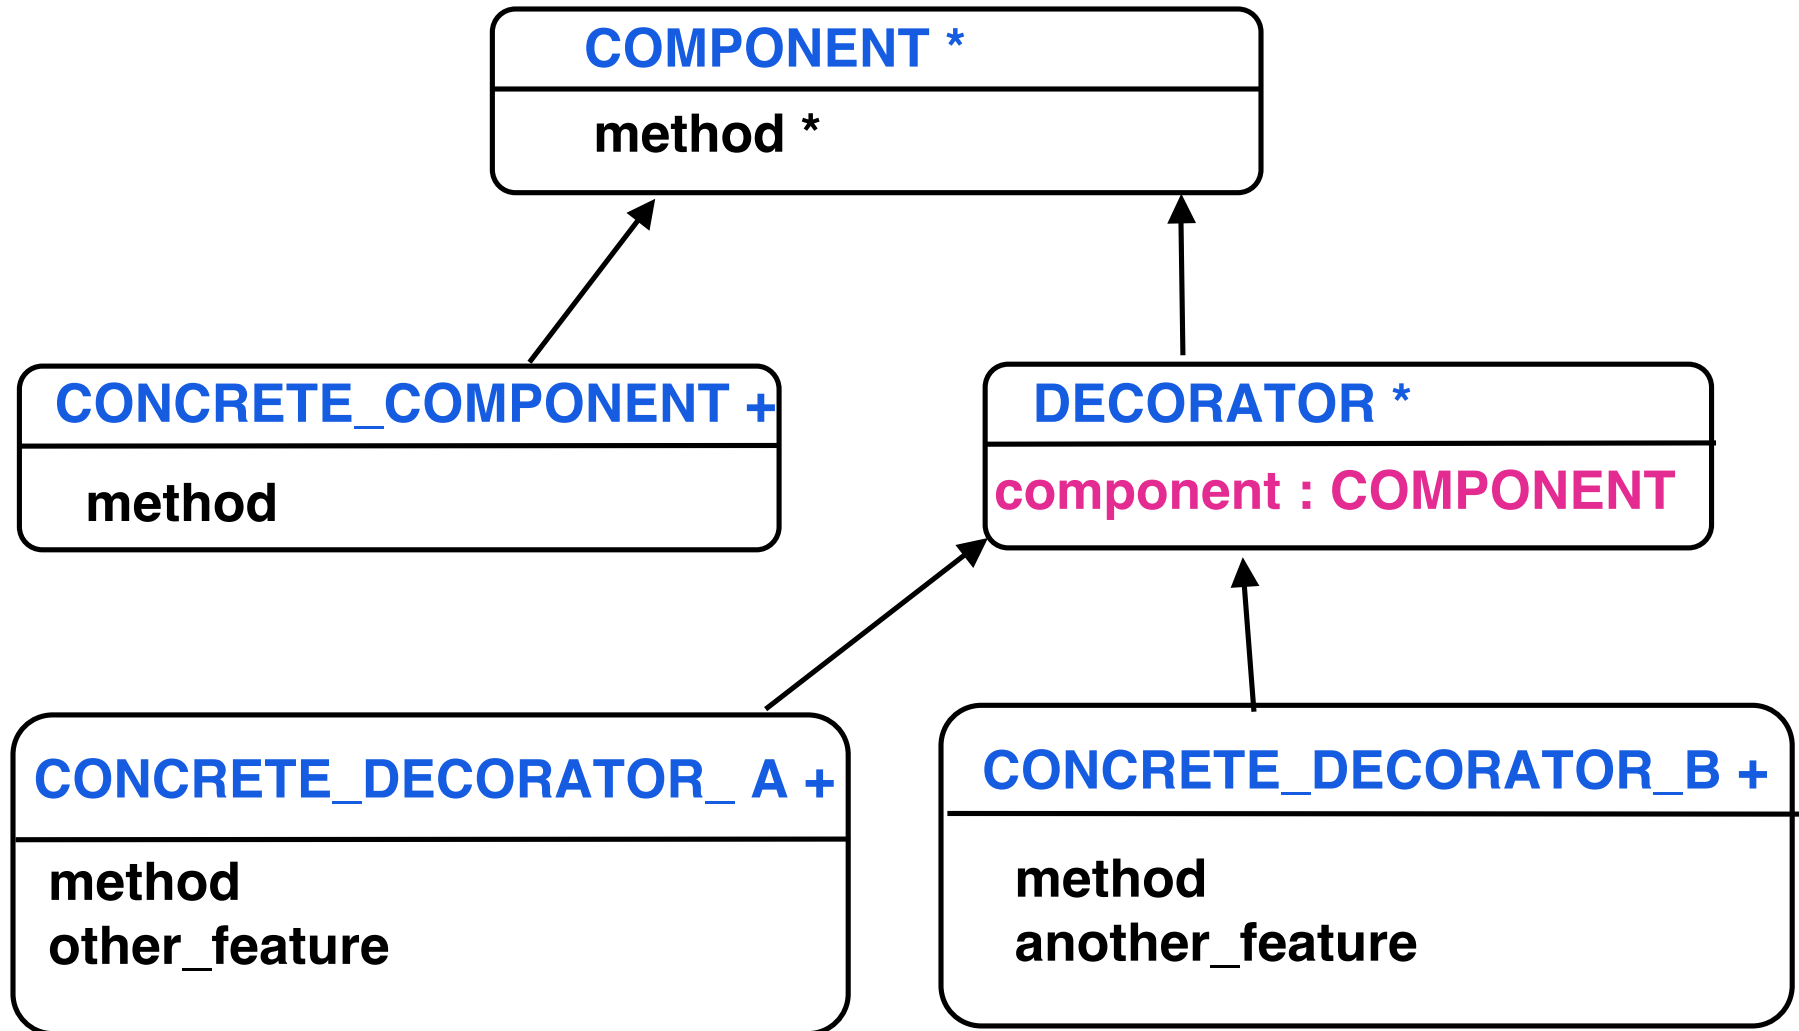 COMPONENT *
method *
CONCRETE_COMPONENT +
method
DECORATOR *
component : COMPONENT
CONCRETE_DECORATOR_ A +
method
other_feature
CONCRETE_DECORATOR_B +
method
another_feature